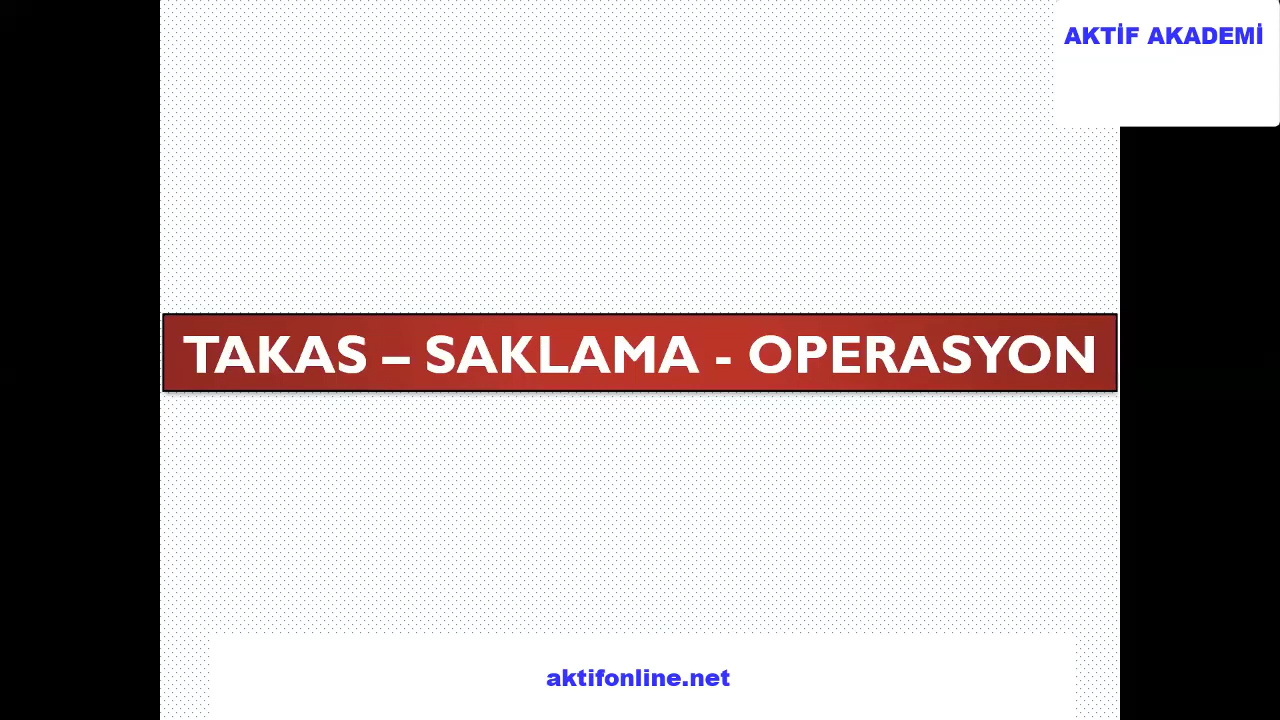 AKTİF AKADEMİ
TAKAS – SAKLAMA - OPERASYON
aktifonline.net